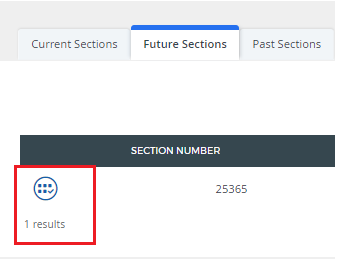 Current Sections Future Sections Past Sections
SECTION NUMBER
25365
1 results